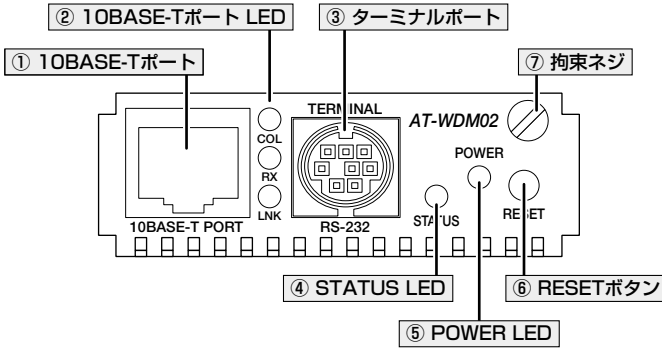 ② 10BASE-Tポート LED
③ ターミナルポート
① 10BASE-Tポート
⑦ 拘束ネジ
TERMINAL
AT-WDM02
COL
POWER
RX
LNK
STATUS
RESET
10BASE-T PORT
RS-232
④ STATUS LED
⑥ RESETボタン
⑤ POWER LED